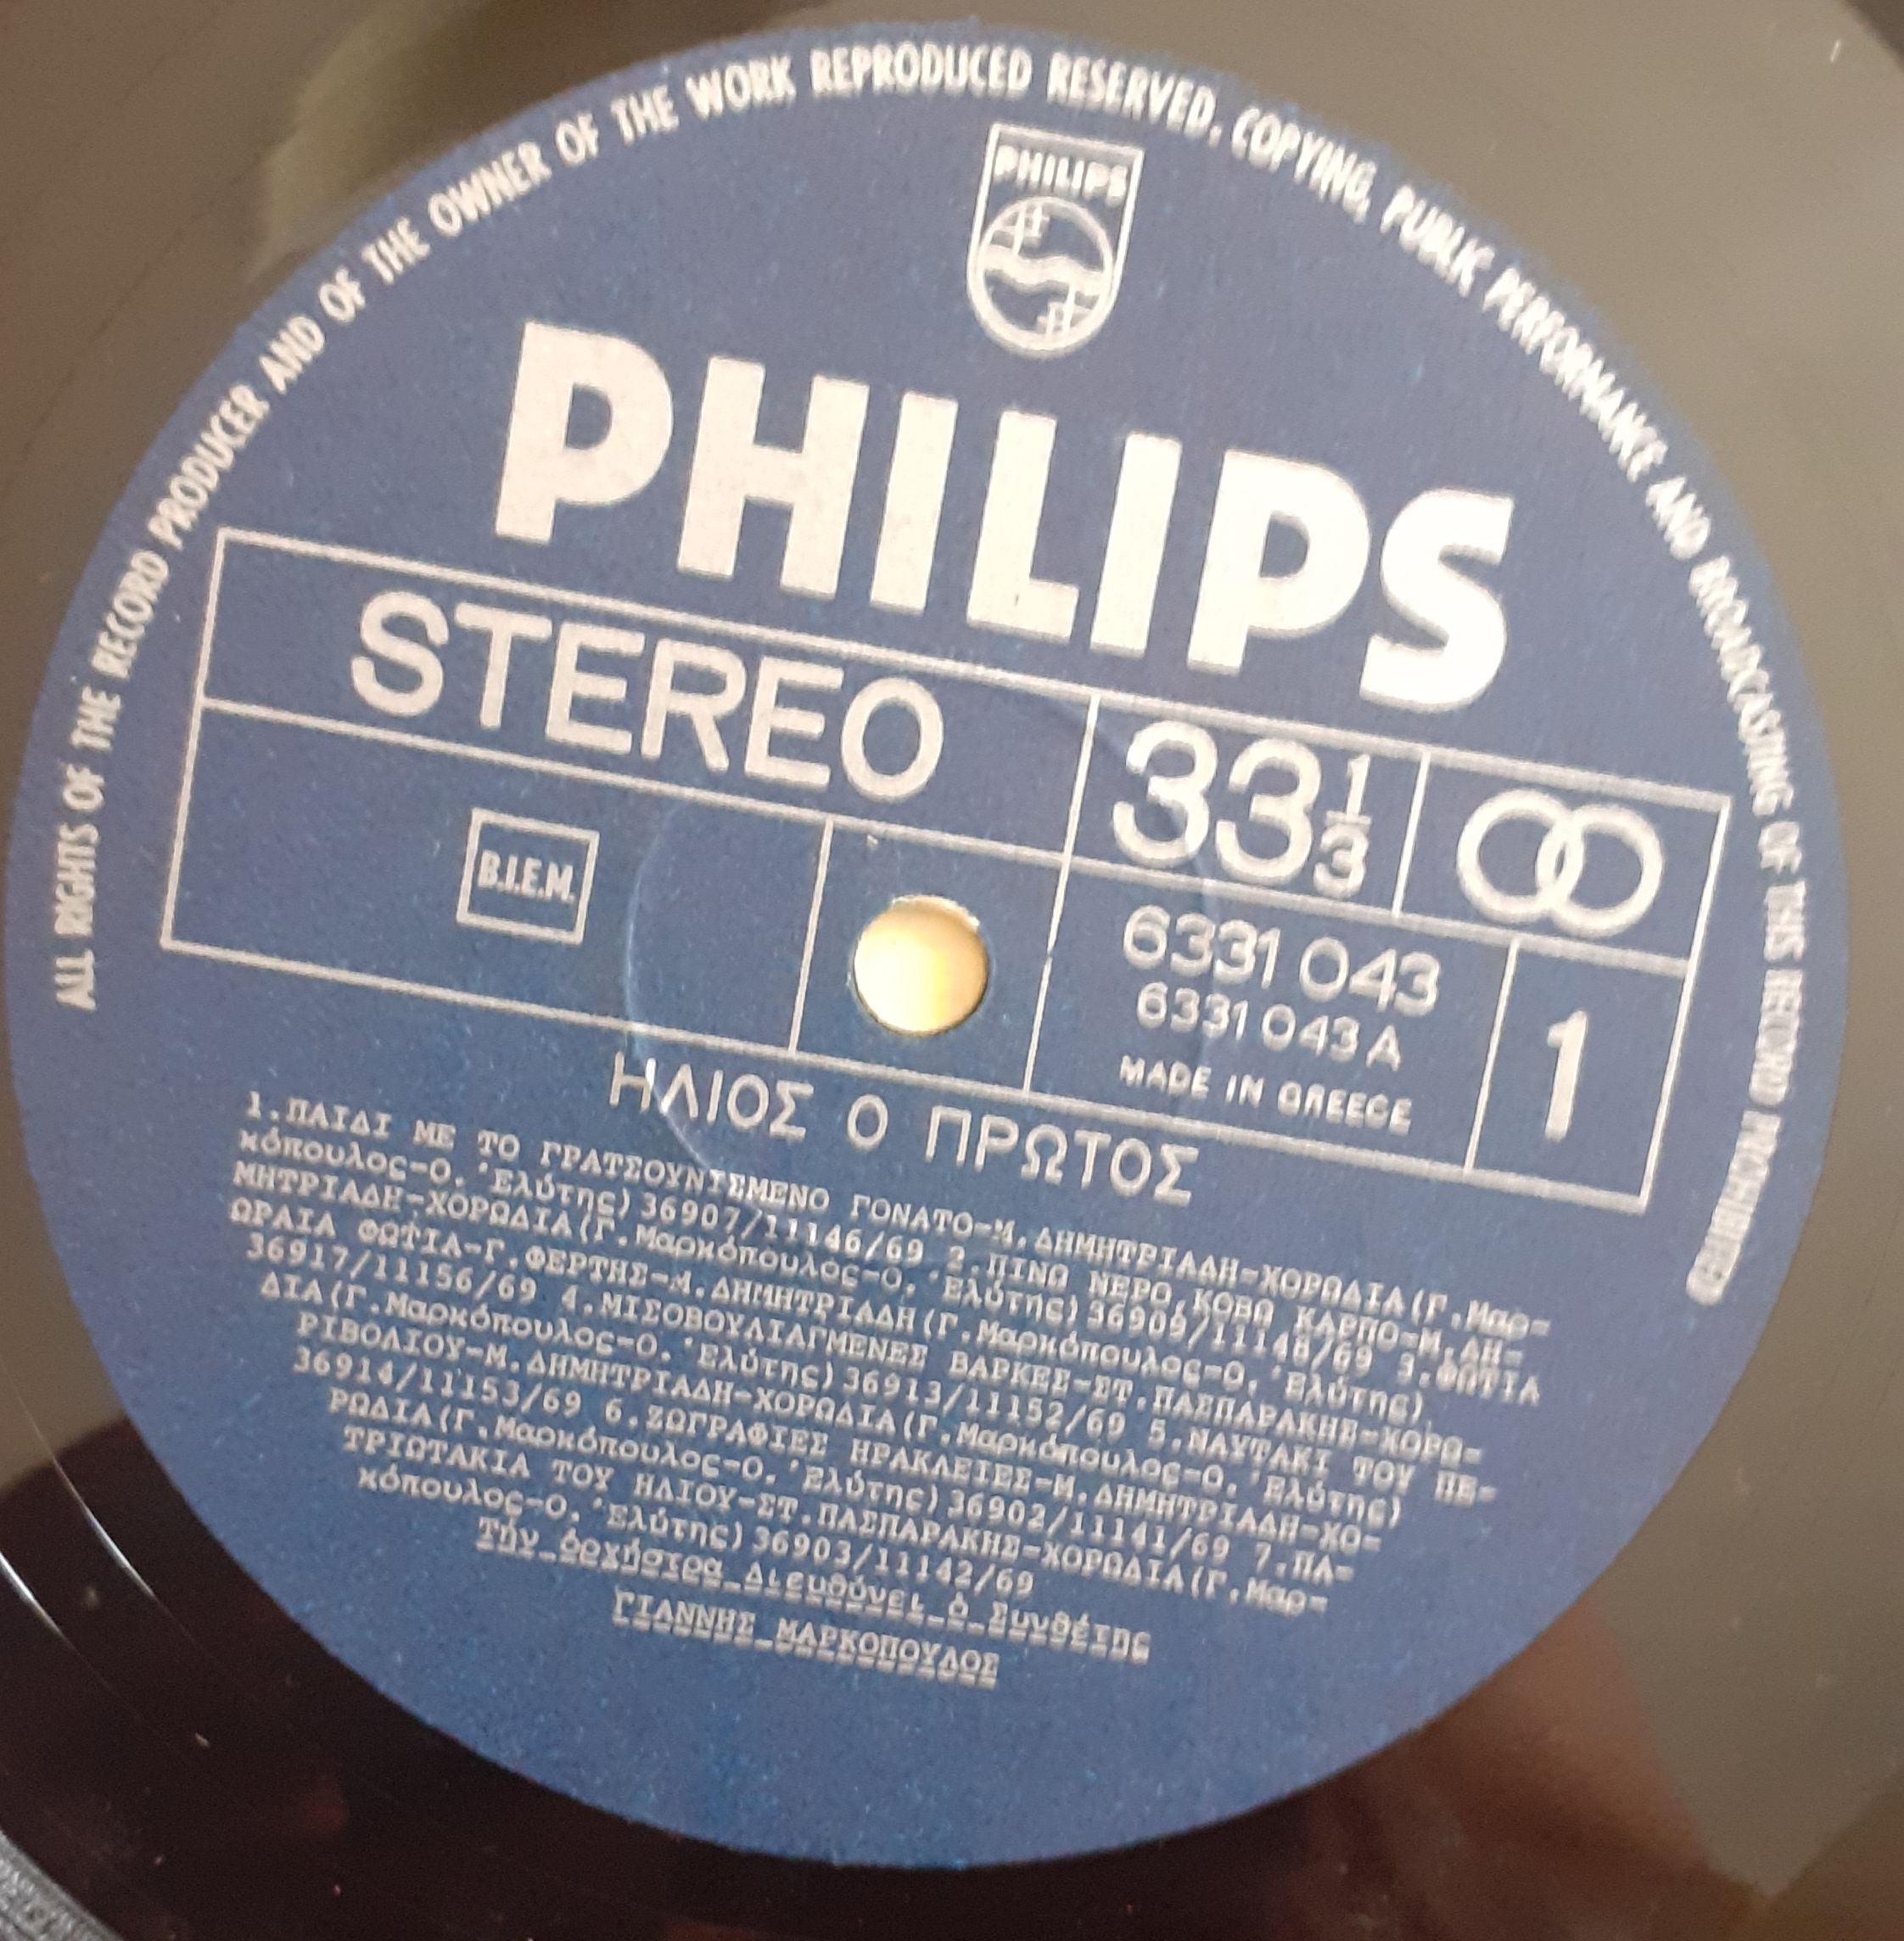 ALL RIGHTS OF THE RECORD PRODUCER AND OF THE OWNER OF THE WORK REPRODUCED RESERVED. COPYING, PUBLIC PERFORMANCE AND BROADCASTING OF THIS RECORD PROHIBITED
PHILIPS
PHILIPS
STEREO
33 1/3
B.I.E.M.
6331 043
6331 043 A
MADE IN GREECE
1
ΗΛΙΟΣ Ο ΠΡΩΤΟΣ
1.ΠΑΙΔΙ ΜΕ ΤΟ ΓΡΑΤΣΟΥΝΙΣΜΕΝΟ ΓΟΝΑΤΟ-Μ.ΔΗΜΗΤΡΙΑΔΗ-ΧΟΡΩΔΙΑ(Γ.Μαρ=
κόπουλος-Ο.'Ελύτης)36907/11146/69 2.ΠΙΝΩ ΝΕΡΟ,ΚΟΒΩ ΚΑΡΠΟ-Μ.ΔΗ=
ΜΗΤΡΙΑΔΗ-ΧΟΡΩΔΙΑ(Γ.Μαρκόπουλος-Ο.'Ελύτης)36909/11148/69 3.ΦΩΤΙΑ
ΩΡΑΙΑ ΦΩΤΙΑ-Γ.ΦΕΡΤΗΣ-Μ.ΔΗΜΗΤΡΙΑΔΗ(Γ.Μαρκόπουλος-Ο.'Ελύτης)
36917/11156/69 4.ΜΙΣΟΒΟΥΛΙΑΓΜΕΝΕΣ ΒΑΡΚΕΣ-ΣΤ.ΠΑΣΠΑΡΑΚΗΣ-ΧΟΡΩ=
ΔΙΑ(Γ.Μαρκόπουλος-Ο.'Ελύτης)36913/11152/69 5.ΝΑΥΤΑΚΙ ΤΟΥ ΠΕ=
ΡΙΒΟΛΙΟΥ-Μ.ΔΗΜΗΤΡΙΑΔΗ-ΧΟΡΩΔΙΑ(Γ.Μαρκόπουλος-Ο.'Ελύτης)
36914/11153/69 6.ΖΩΓΡΑΦΙΕΣ ΗΡΑΚΛΕΙΕΣ-Μ.ΔΗΜΗΤΡΙΑΔΗ-ΧΟ=
ΡΩΔΙΑ(Γ.Μαρκόπουλος-Ο.'Ελύτης)36902/11141/69 7.ΠΑ=
ΤΡΙΩΤΑΚΙΑ ΤΟΥ ΗΛΙΟΥ-ΣΤ.ΠΑΣΠΑΡΑΚΗΣ-ΧΟΡΩΔΙΑ(Γ.Μαρ=
κόπουλος-Ο.'Ελύτης)36903/11142/69
Τήν όρχήστρα Διευθύνει ό Συνθέτης
ΓΙΑΝΝΗΣ ΜΑΡΚΟΠΟΥΛΟΣ